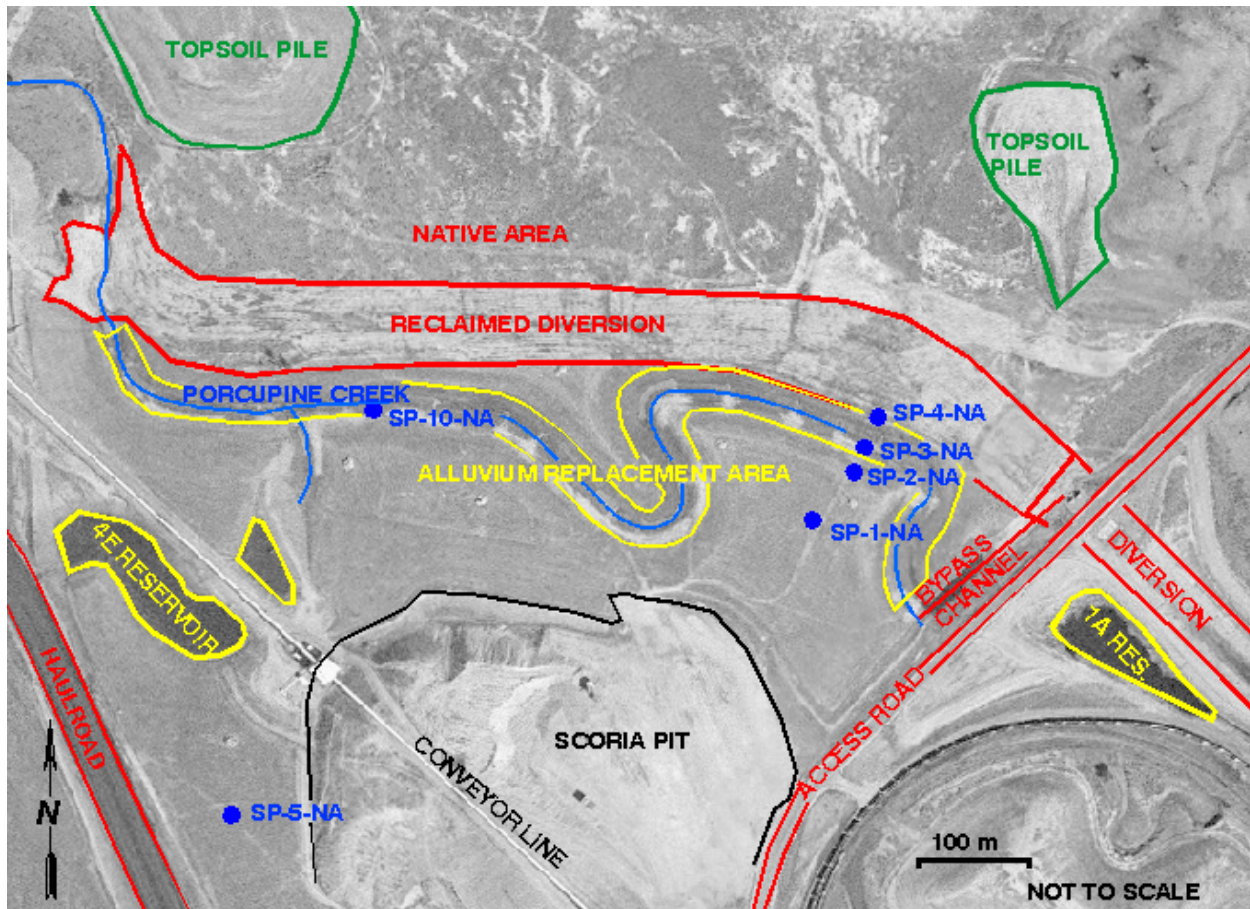 TOPSOIL PILE
TOPSOIL
PILE
NATIVE AREA
RECLAIMED DIVERSION
PORCUPINE CREEK
SP-10-NA
SP-4-NA
SP-3-NA
SP-2-NA
ALLUVIUM REPLACEMENT AREA
SP-1-NA
4E RESERVOIR
BYPASS
CHANNEL
DIVERSION
1A RES.
HAULROAD
ACCESS ROAD
SCORIA PIT
CONVEYOR LINE
SP-5-NA
N
100 m
NOT TO SCALE